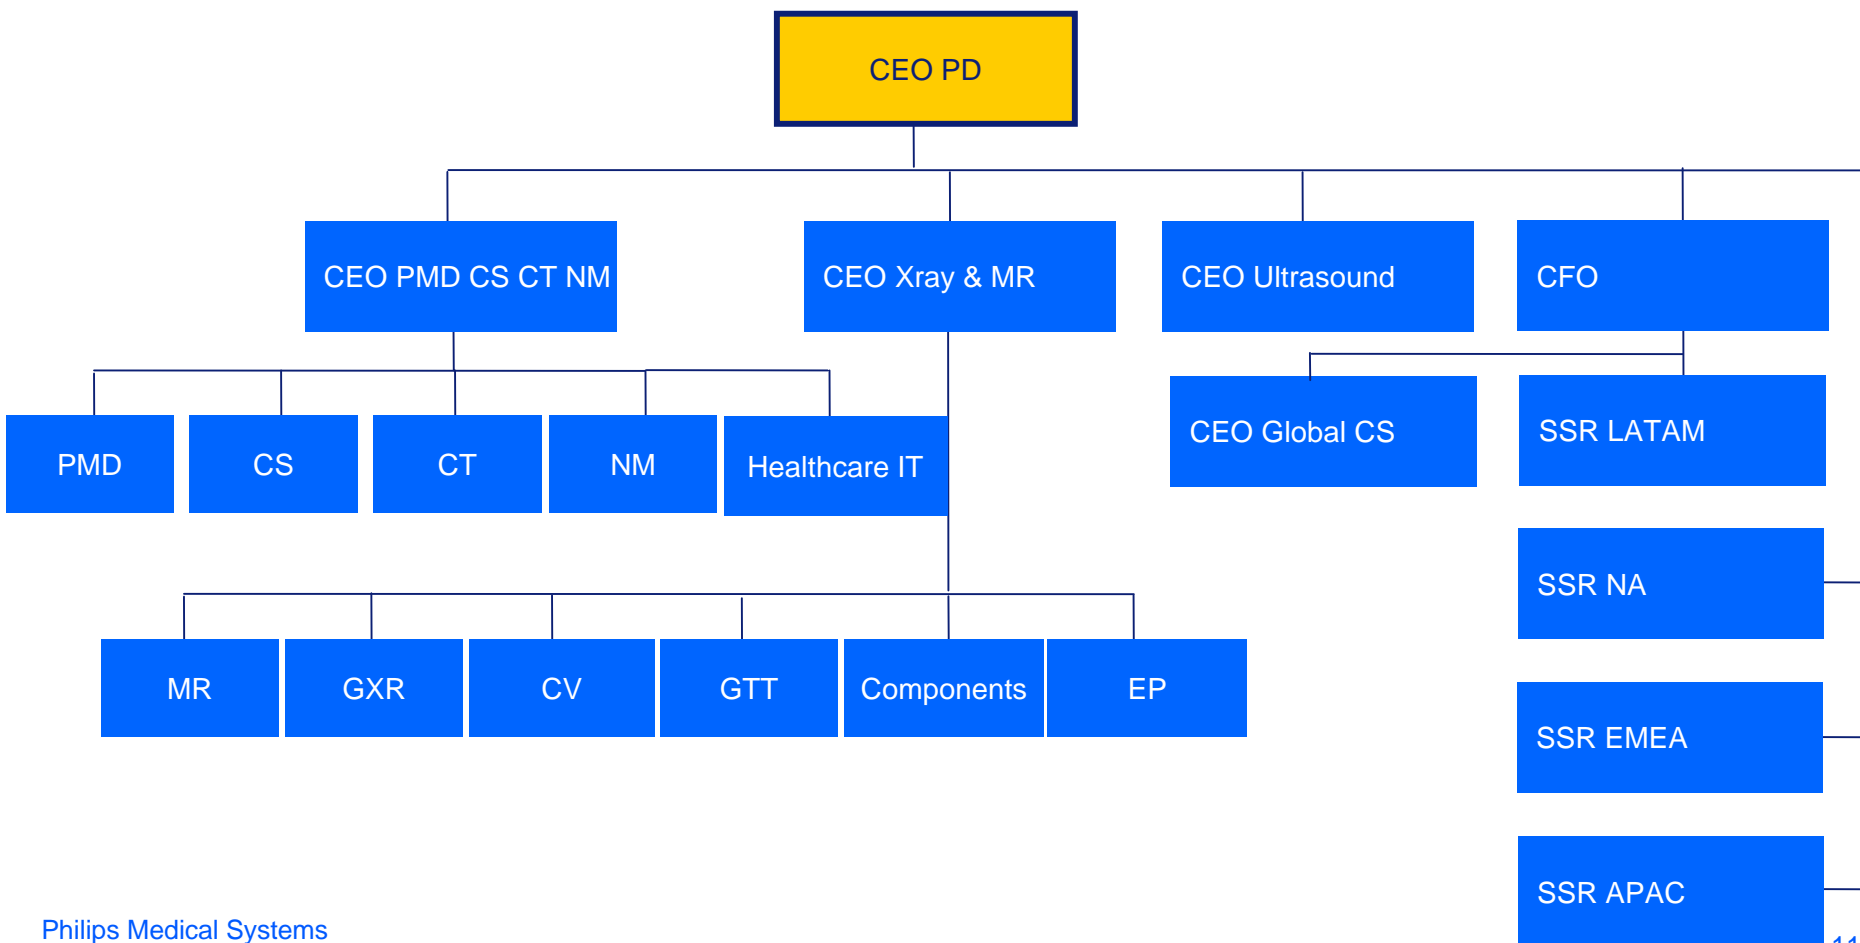 CEO PD
CEO PMD CS CT NM
CEO Xray & MR
CEO Ultrasound
CFO
CEO Global CS
SSR LATAM
PMD
CS
CT
NM
Healthcare IT
SSR NA
MR
GXR
CV
GTT
Components
EP
SSR EMEA
SSR APAC
Philips Medical Systems
11